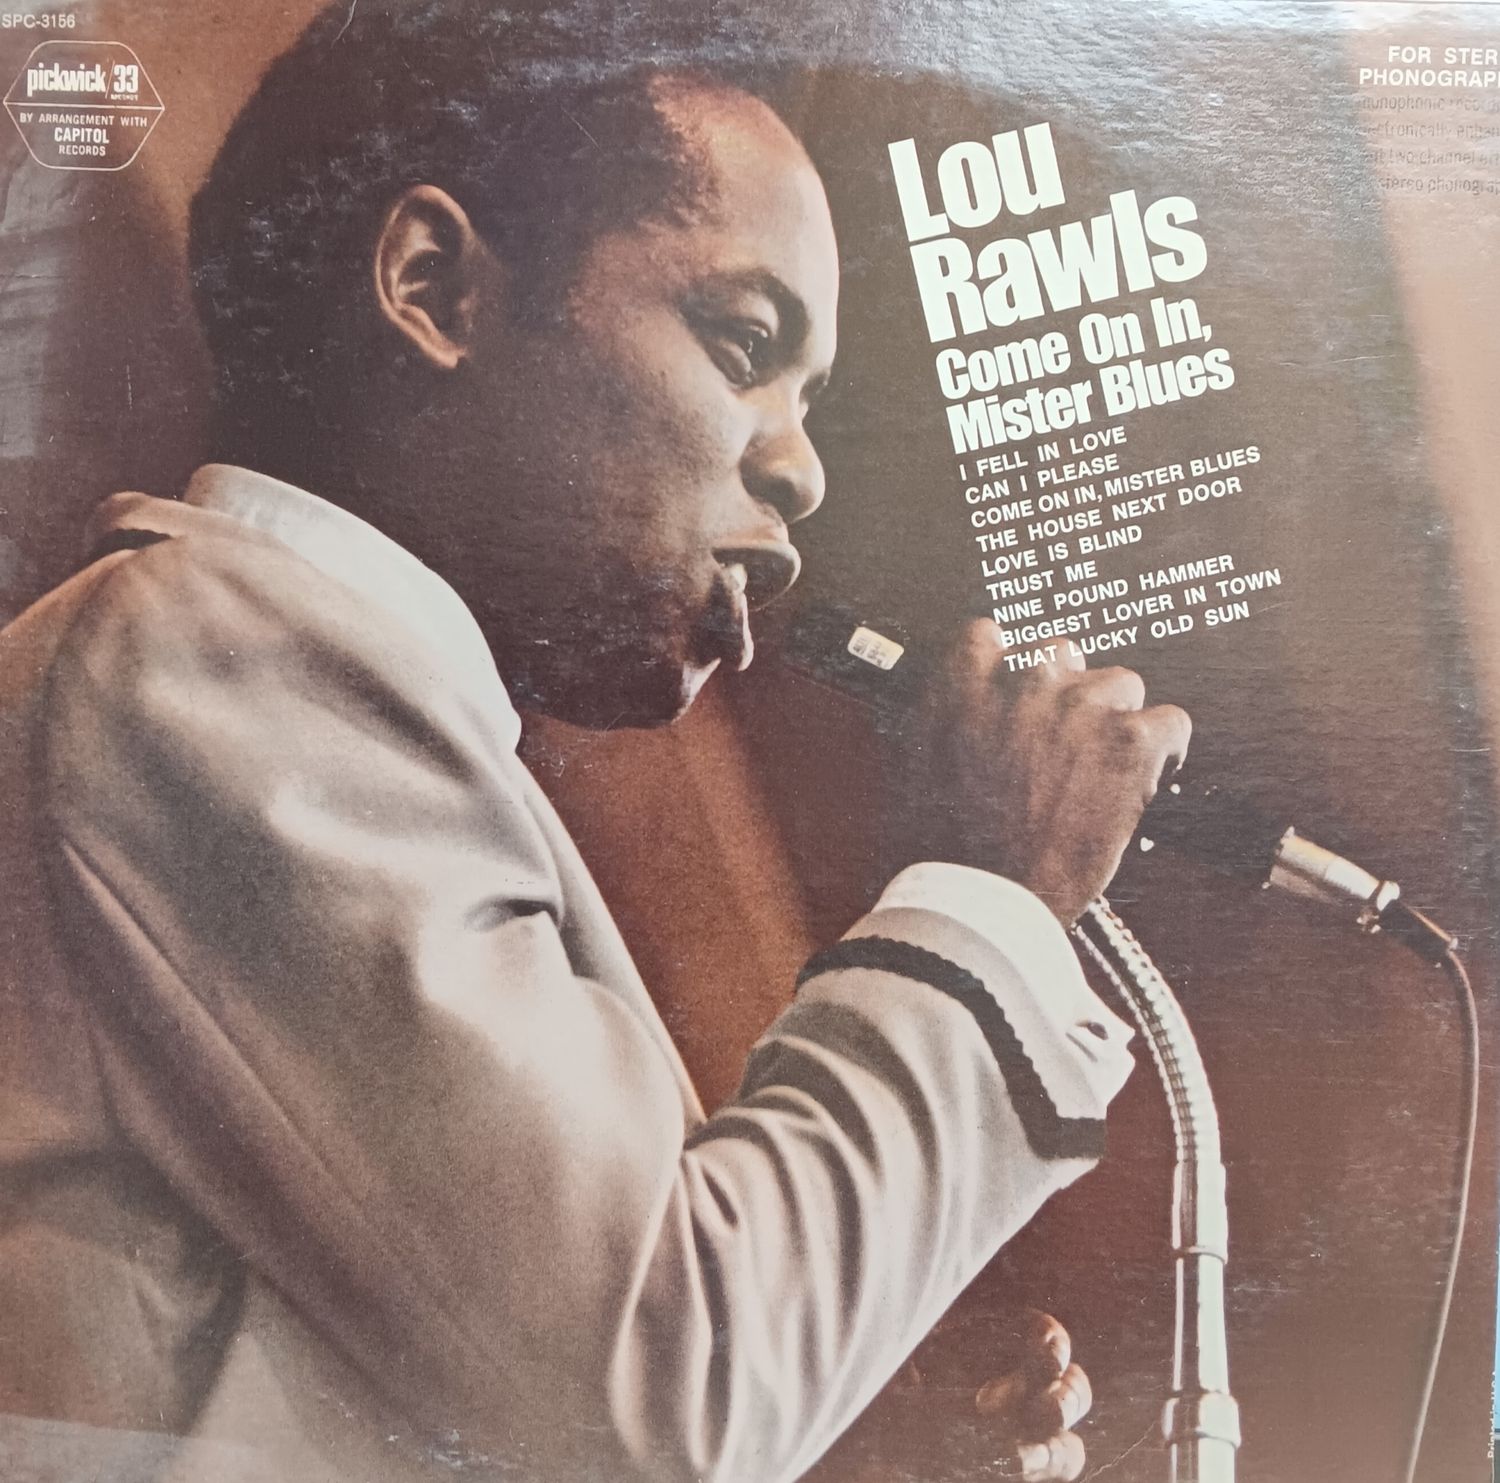 SPC-3156
pickwick/33
RECORDS
BY ARRANGEMENT WITH
CAPITOL
RECORDS
FOR STER
PHONOGRAP
Lou
Rawls
Come On In,
Mister Blues
I FELL IN LOVE
CAN I PLEASE
COME ON IN, MISTER BLUES
THE HOUSE NEXT DOOR
LOVE IS BLIND
TRUST ME
NINE POUND HAMMER
BIGGEST LOVER IN TOWN
THAT LUCKY OLD SUN